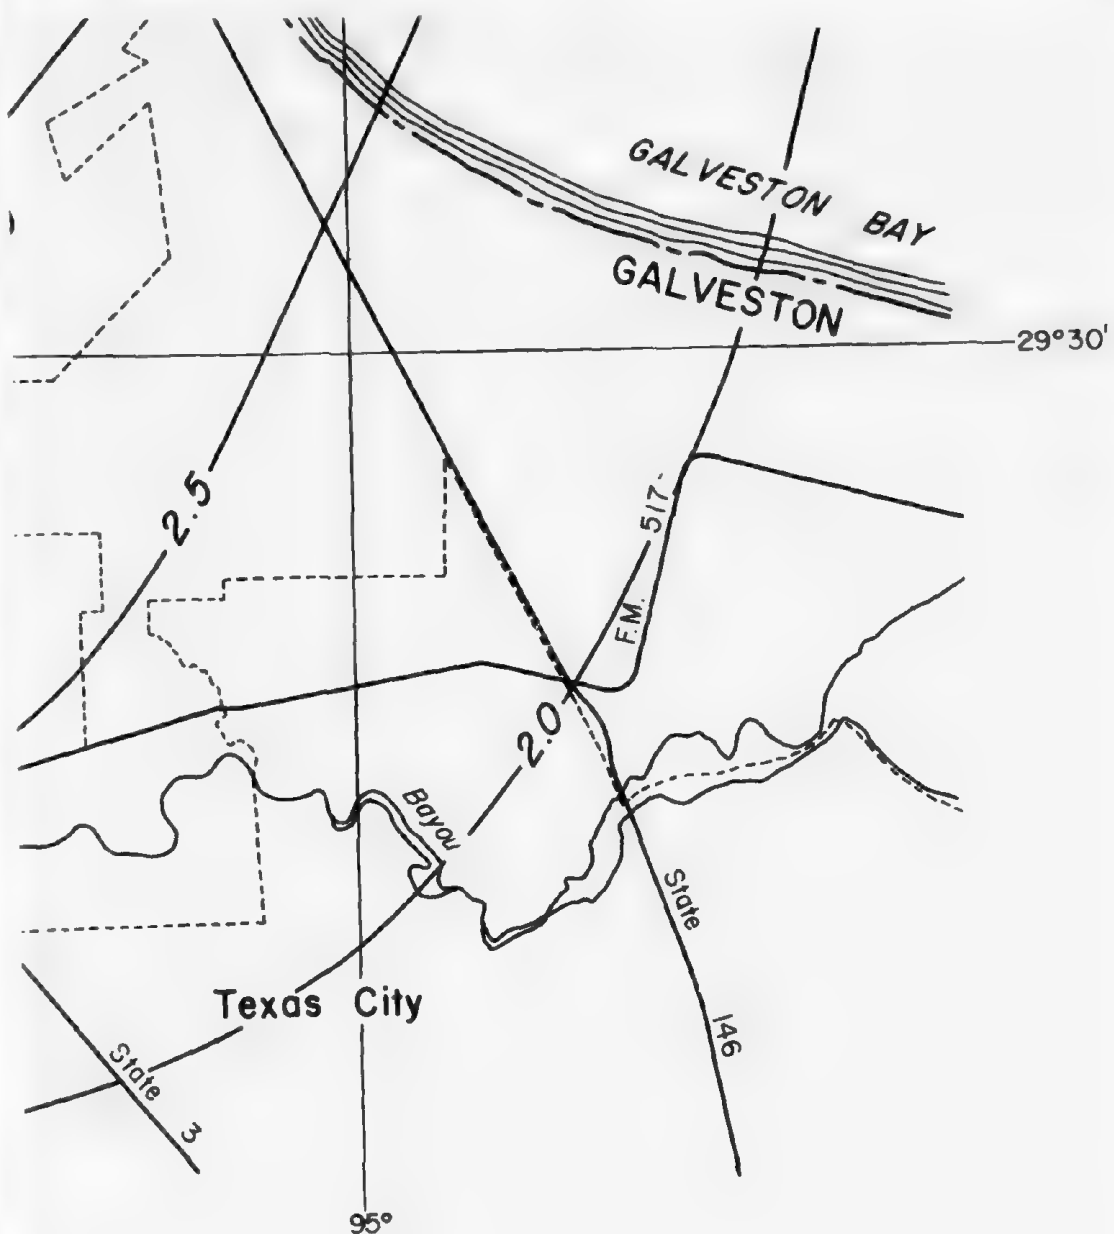 GALVESTON BAY
GALVESTON
29°30'
2.5
517
F.M.
2.0
Bayou
State
146
Texas City
State
3
95°